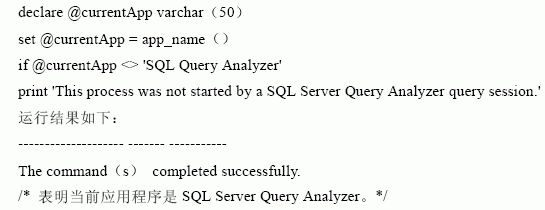 declare @currentApp varchar（50）
set @currentApp = app_name（）
if @currentApp <> 'SQL Query Analyzer'
print 'This process was not started by a SQL Server Query Analyzer query session.'
运行结果如下：
-------------------- ------- -----------
The command（s） completed successfully.
/* 表明当前应用程序是 SQL Server Query Analyzer。*/